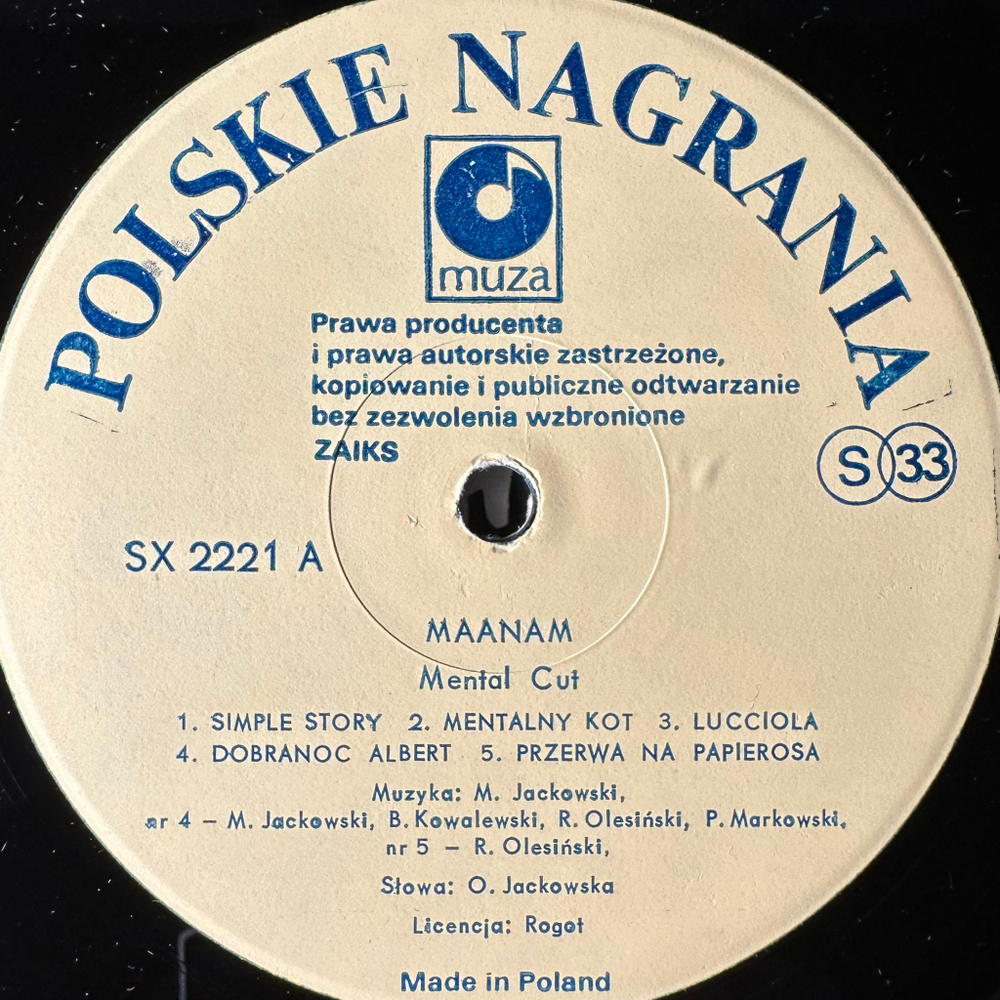 POLSKIE NAGRANIA
muza
Prawa producenta
i prawa autorskie zastrzeżone,
kopiowanie i publiczne odtwarzanie
bez zezwolenia wzbronione
ZAIKS
S 33
SX 2221 A
MAANAM
Mental Cut
1. SIMPLE STORY 2. MENTALNY KOT 3. LUCCIOLA
4. DOBRANOC ALBERT 5. PRZERWA NA PAPIEROSA
Muzyka: M. Jackowski,
nr 4 – M. Jackowski, B. Kowalewski, R. Olesiński, P. Markowski,
nr 5 – R. Olesiński,
Słowa: O. Jackowska
Licencja: Rogot
Made in Poland